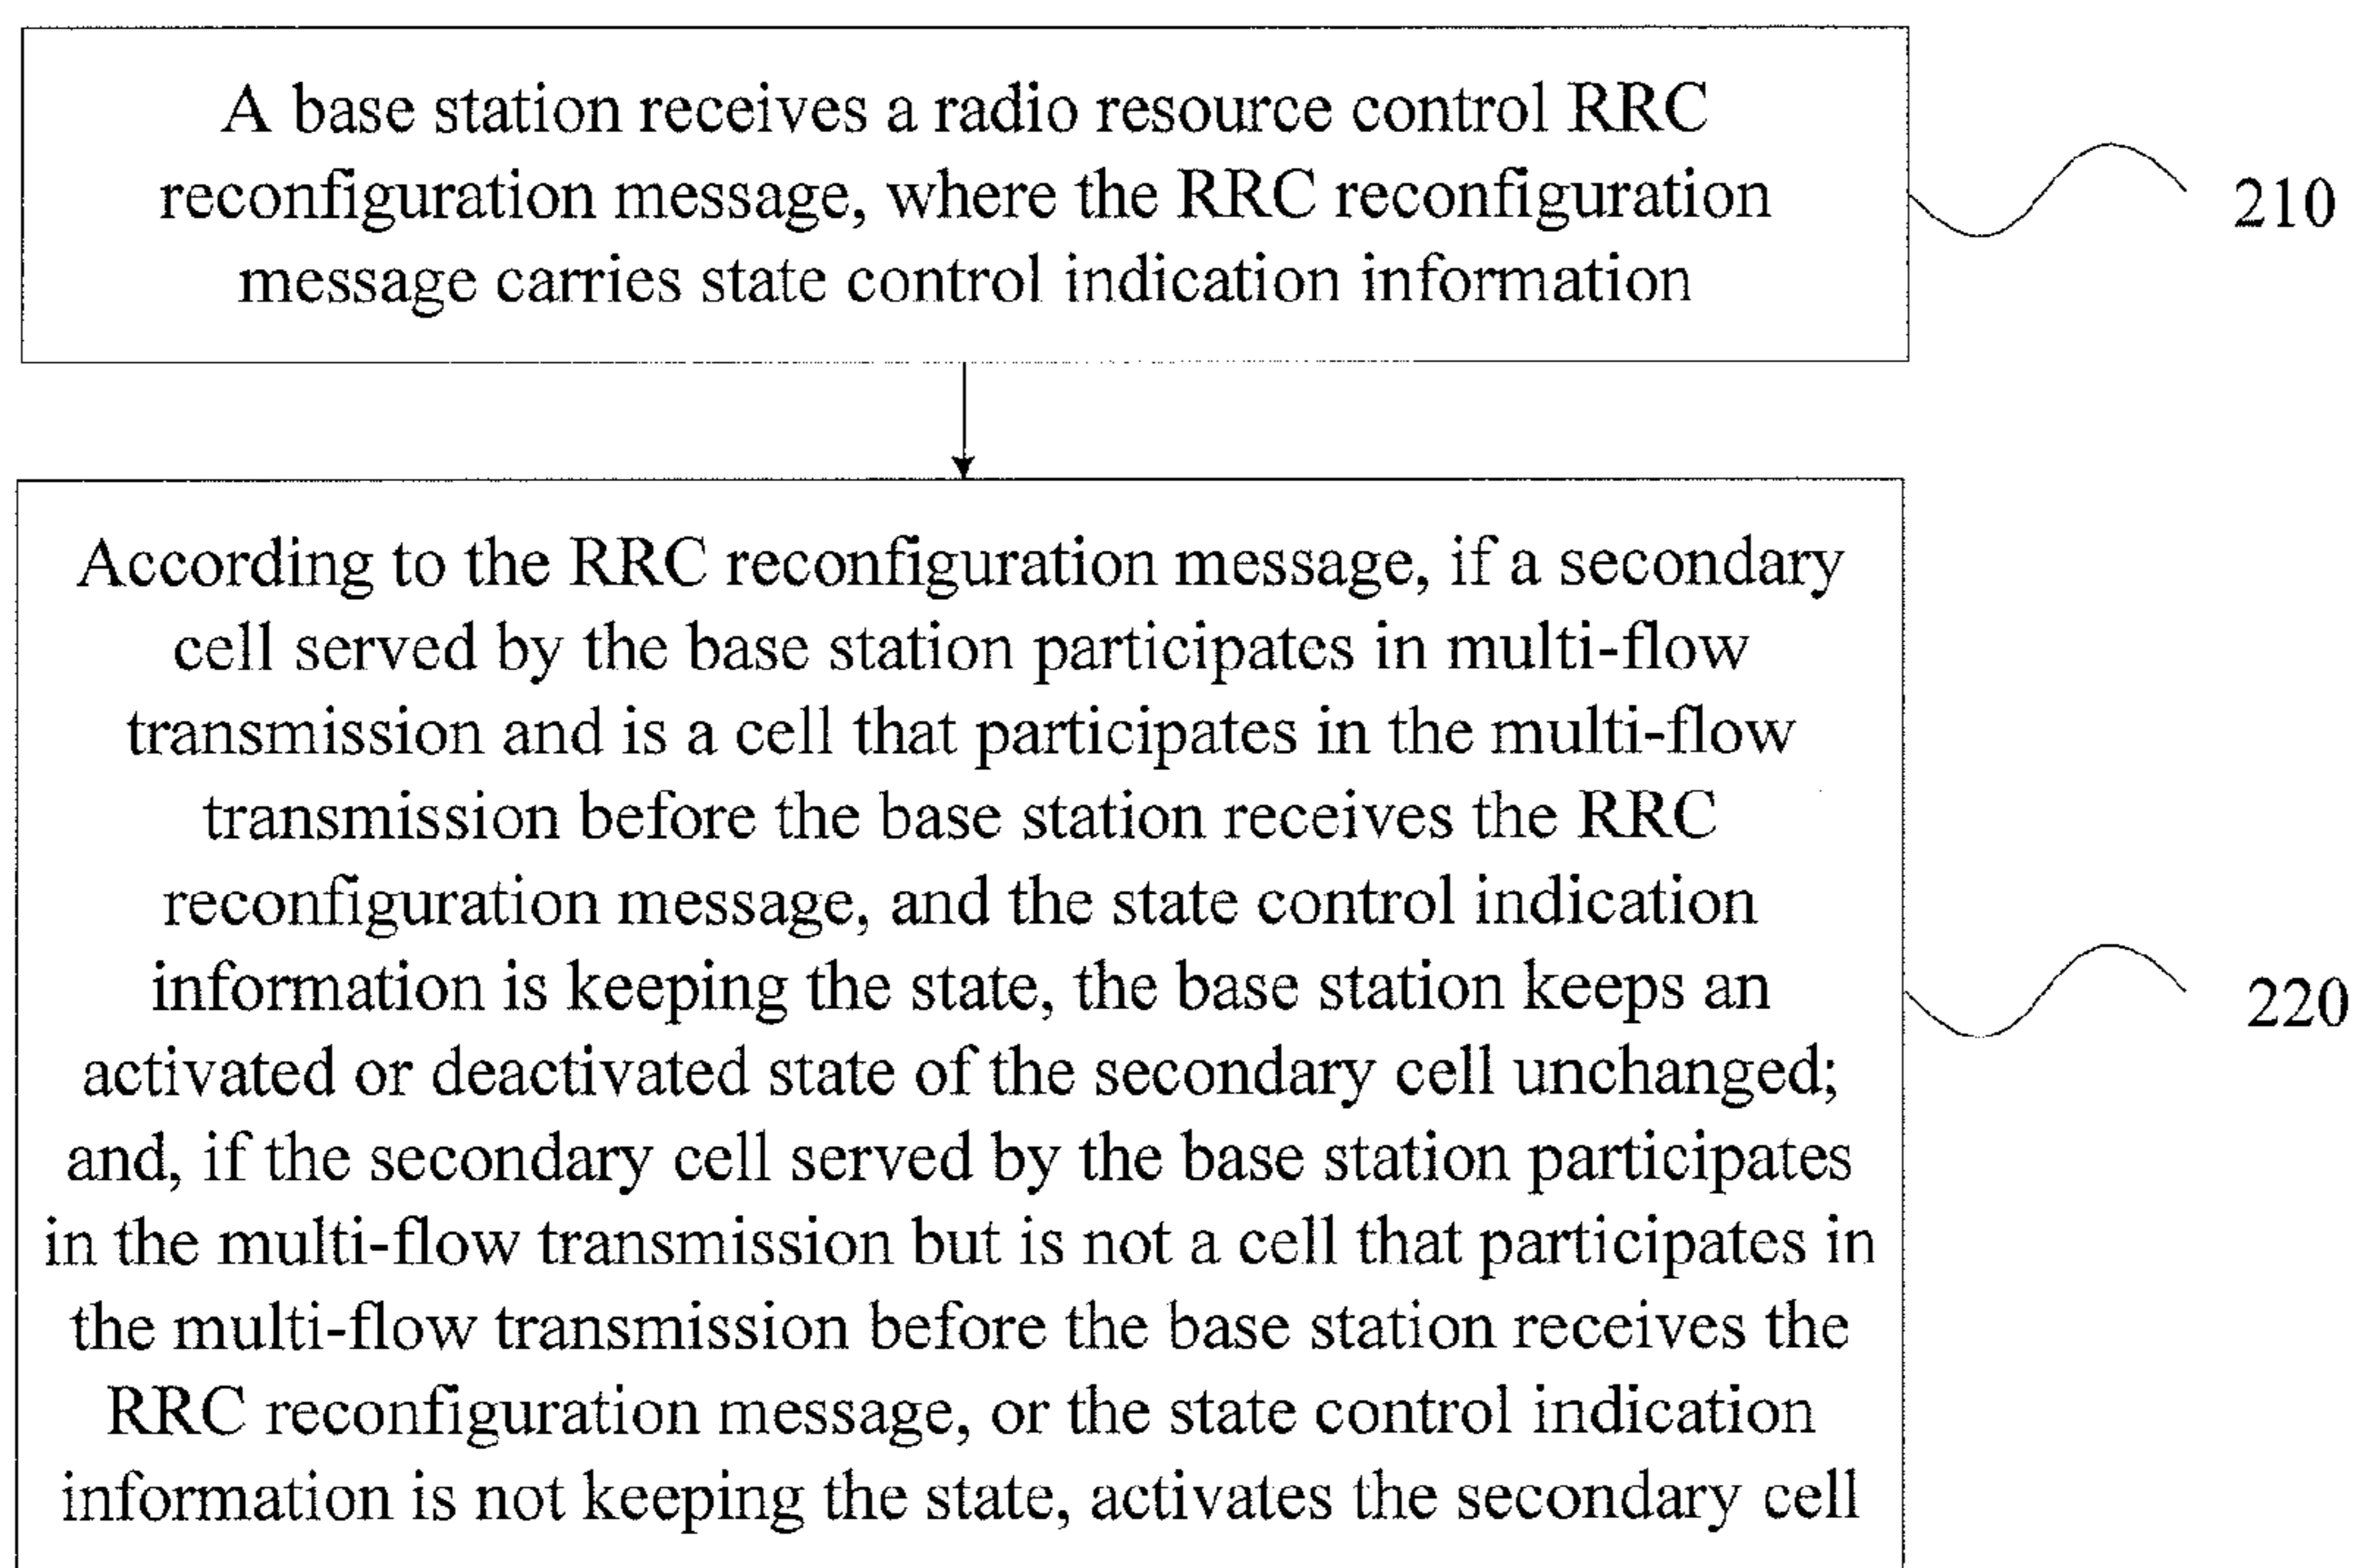 A base station receives a radio resource control RRC
reconfiguration message, where the RRC reconfiguration
message carries state control indication information
210
According to the RRC reconfiguration message, if a secondary
cell served by the base station participates in multi-flow
transmission and is a cell that participates in the multi-flow
transmission before the base station receives the RRC
reconfiguration message, and the state control indication
information is keeping the state, the base station keeps an
activated or deactivated state of the secondary cell unchanged;
and, if the secondary cell served by the base station participates
in the multi-flow transmission but is not a cell that participates in
the multi-flow transmission before the base station receives the
RRC reconfiguration message, or the state control indication
information is not keeping the state, activates the secondary cell
220